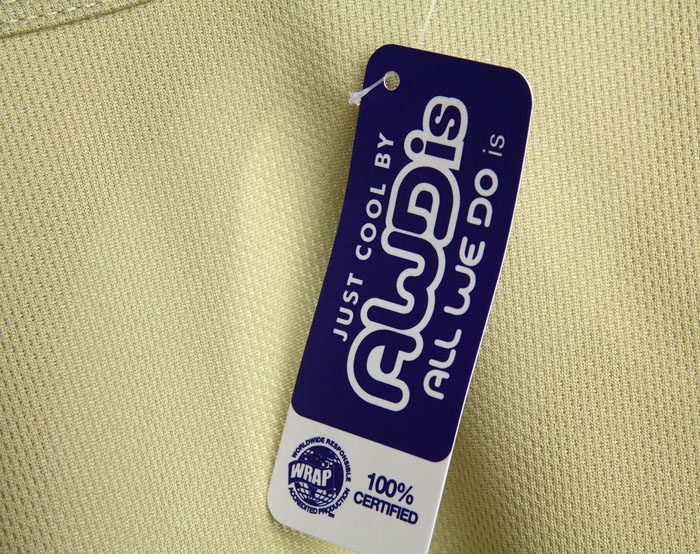 JUST COOL BY
AWDis
ALL WE DO is
WORLDWIDE RESPONSIBLE
WRAP
ACCREDITED PRODUCTION
100%
CERTIFIED